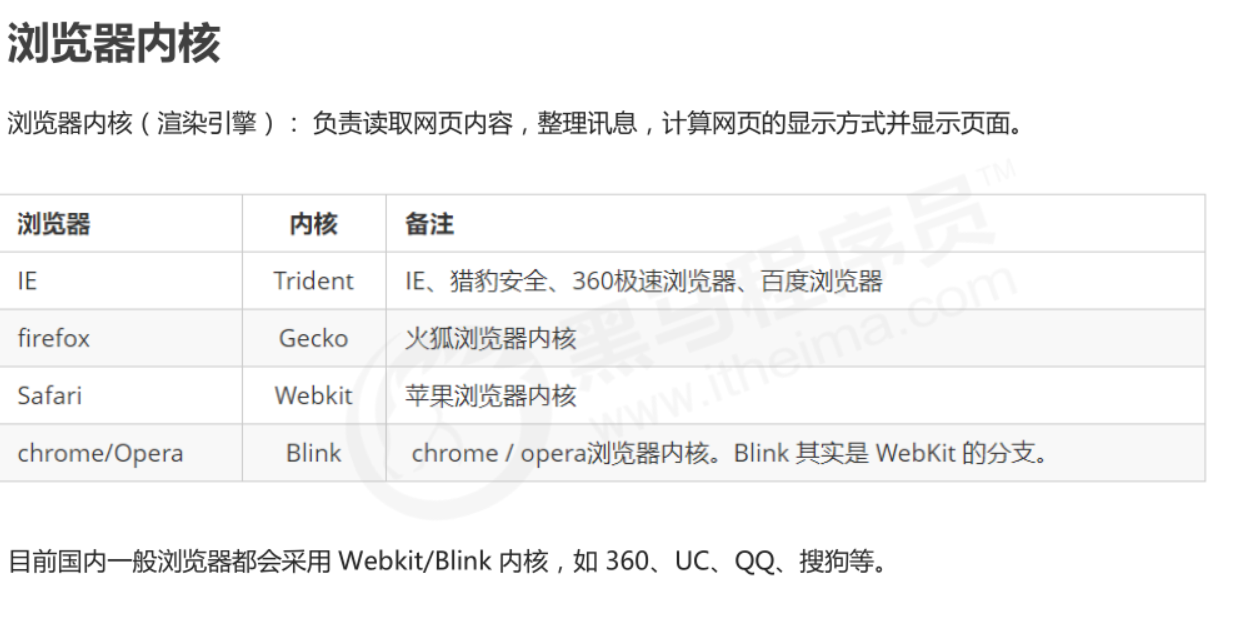 浏览器内核
浏览器内核（渲染引擎）：负责读取网页内容，整理讯息，计算网页的显示方式并显示页面。
浏览器 内核 备注
IE Trident IE、猎豹安全、360极速浏览器、百度浏览器
firefox Gecko 火狐浏览器内核
Safari Webkit 苹果浏览器内核
chrome/Opera Blink chrome / opera浏览器内核。Blink 其实是 WebKit 的分支。
目前国内一般浏览器都会采用 Webkit/Blink 内核，如 360、UC、QQ、搜狗等。
黑马程序员™
www.itheima.com